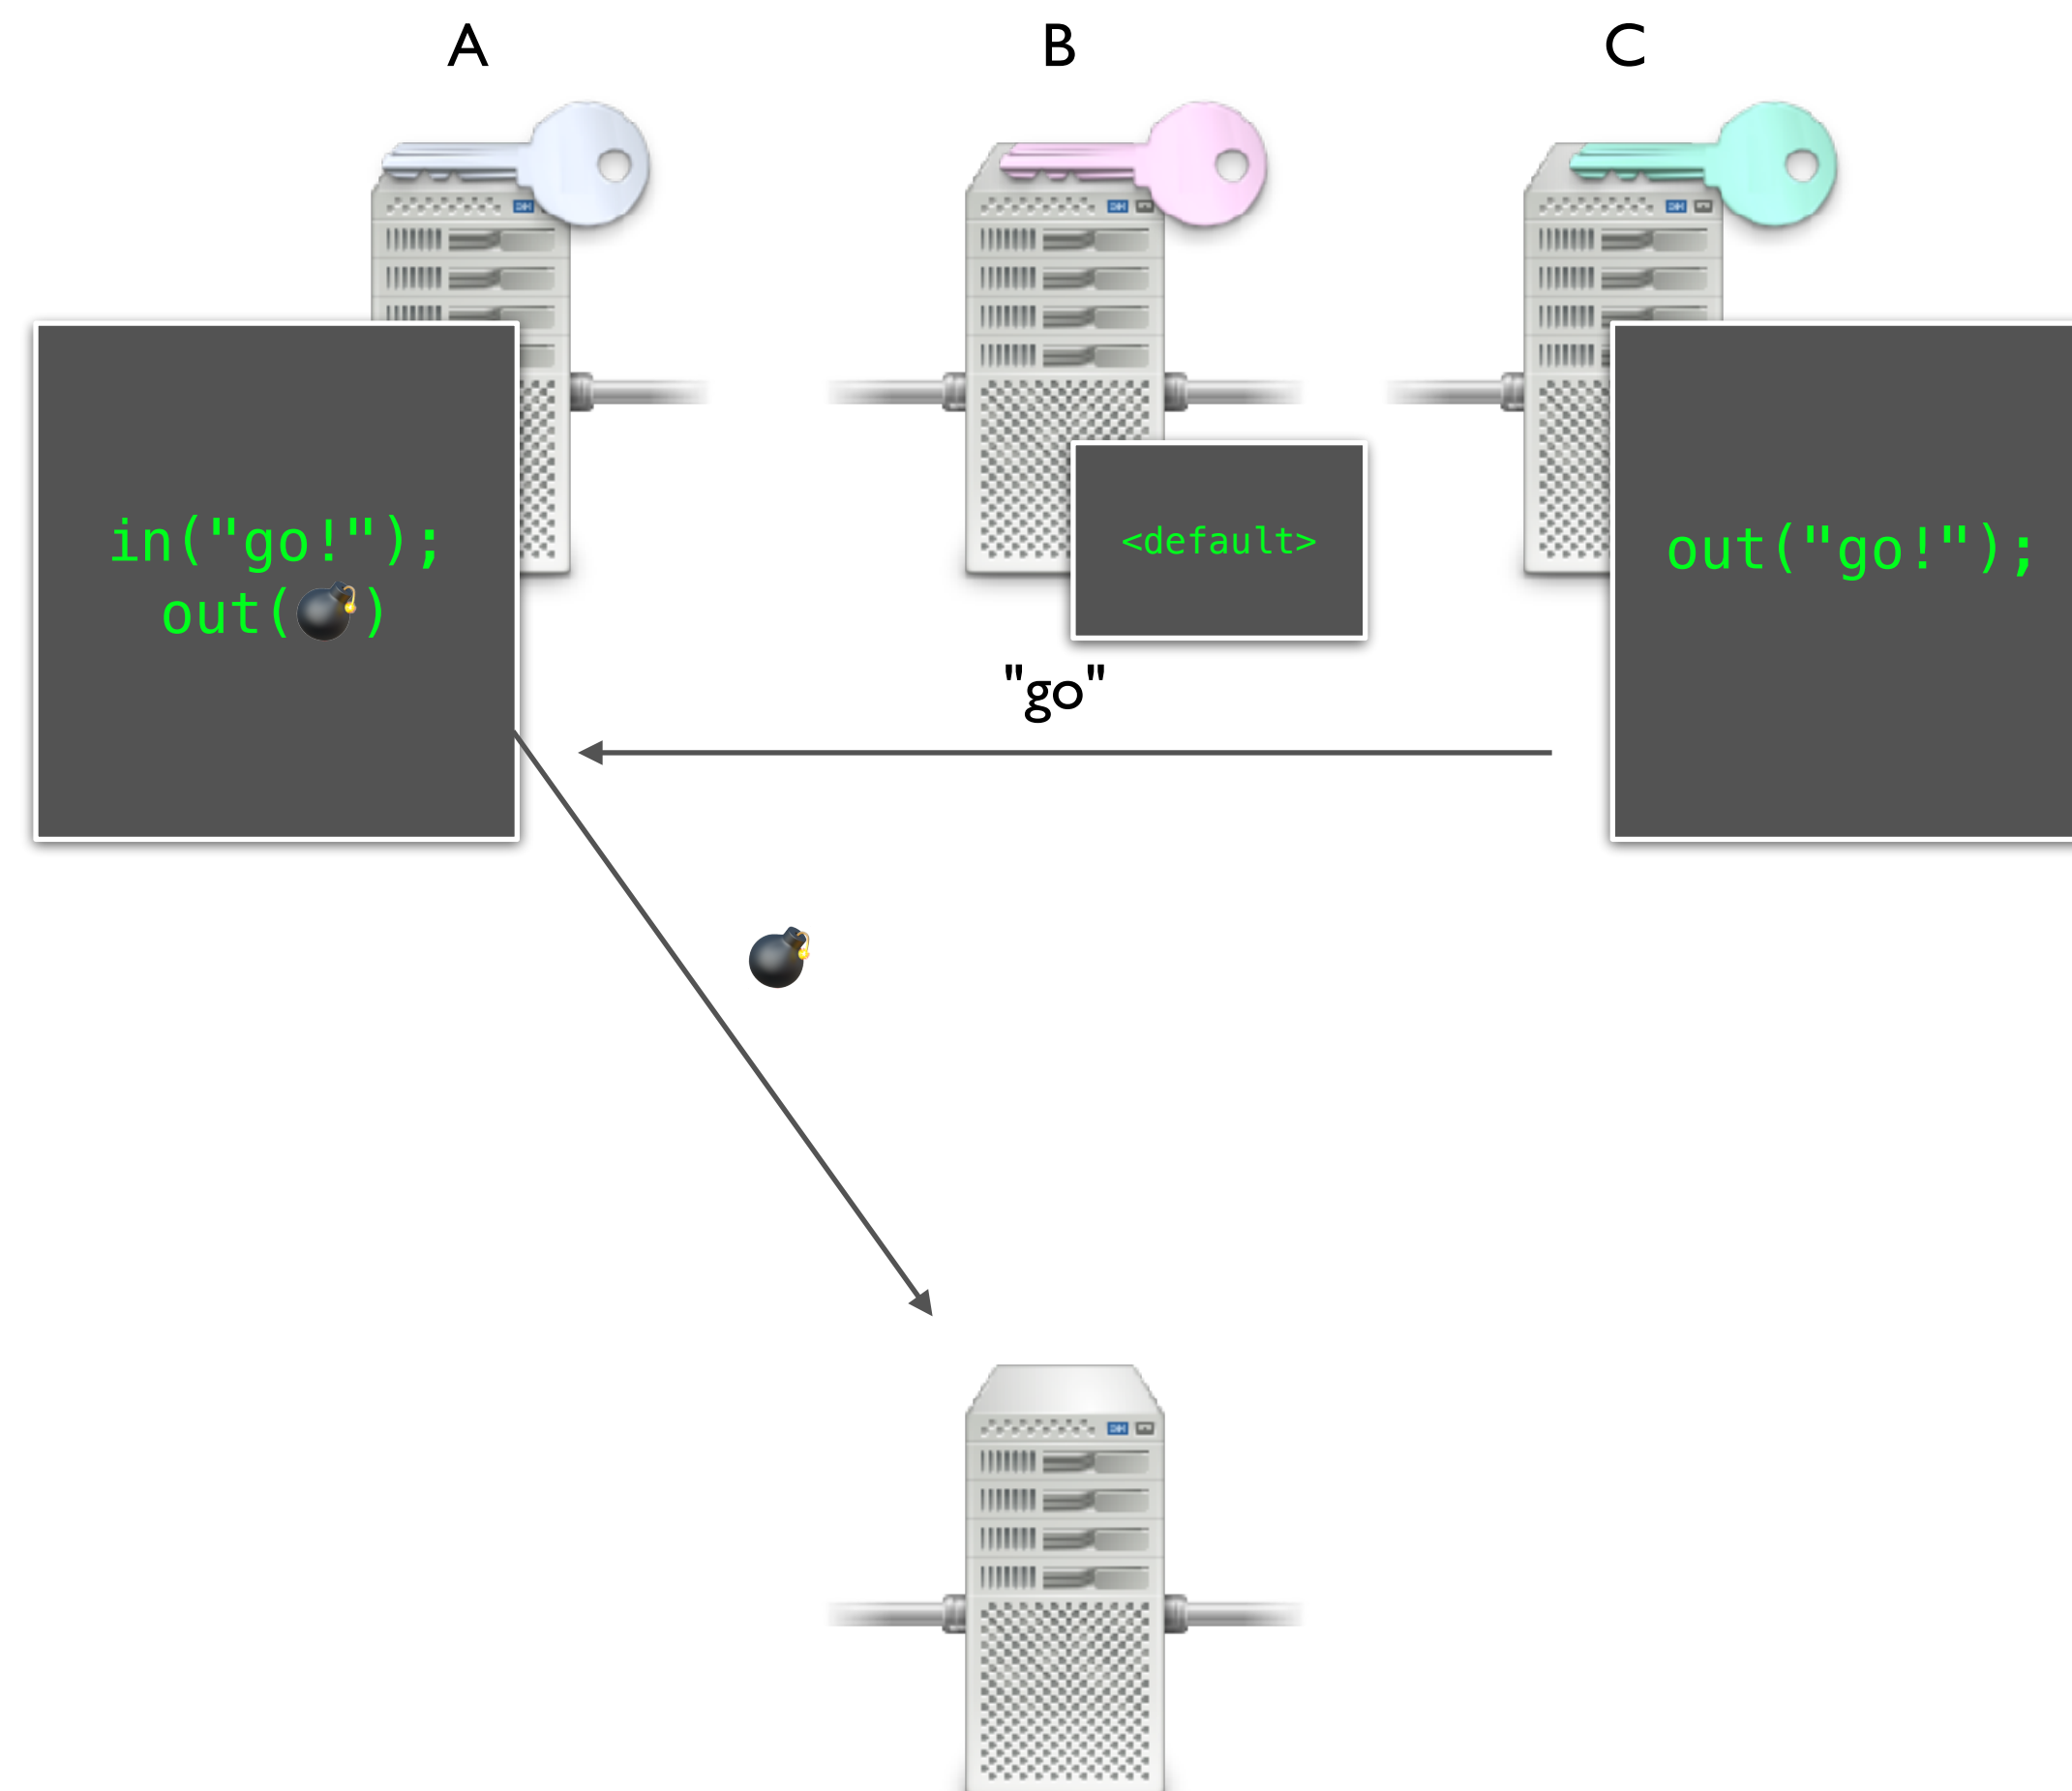 A
B
C
in("go!");
out(💣)
<default>
out("go!");
"go"